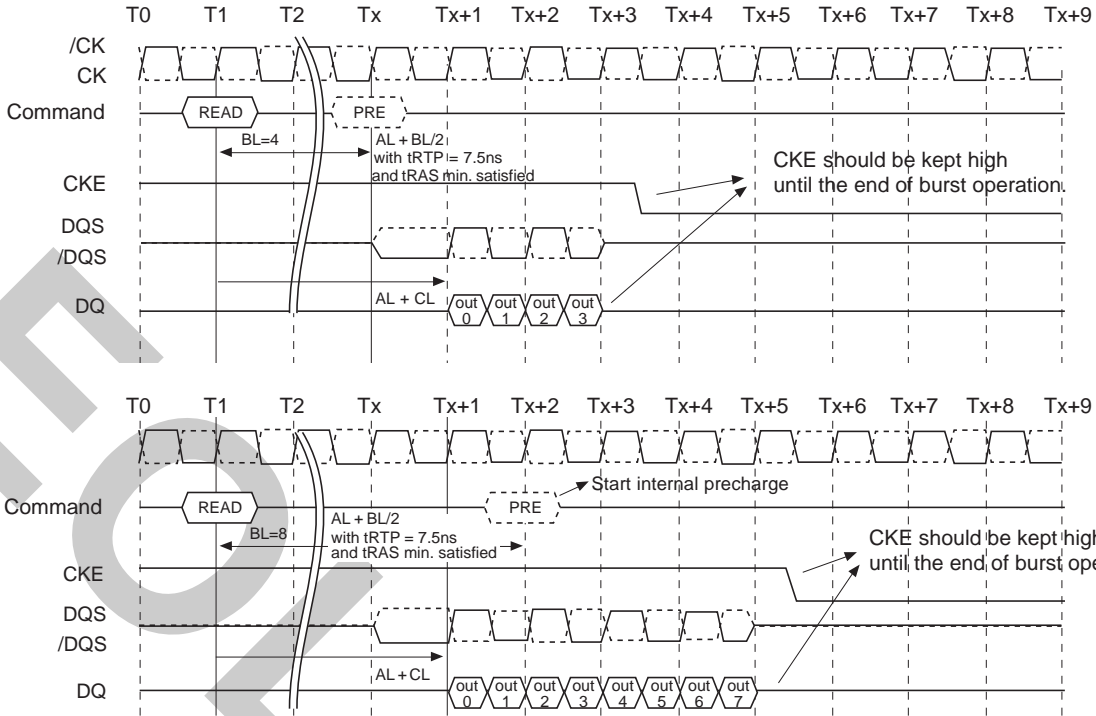 T0 T1 T2 Tx Tx+1 Tx+2 Tx+3 Tx+4 Tx+5 Tx+6 Tx+7 Tx+8 Tx+9
/CK
CK
Command READ PRE
BL=4 AL + BL/2
with tRTP = 7.5ns
and tRAS min. satisfied
CKE should be kept high
until the end of burst operation.
CKE
DQS
/DQS
AL + CL
DQ out 0 out 1 out 2 out 3
T0 T1 T2 Tx Tx+1 Tx+2 Tx+3 Tx+4 Tx+5 Tx+6 Tx+7 Tx+8 Tx+9
Start internal precharge
Command READ PRE
BL=8 AL + BL/2
with tRTP = 7.5ns
and tRAS min. satisfied
CKE should be kept high
until the end of burst ope
CKE
DQS
/DQS
AL + CL
DQ out 0 out 1 out 2 out 3 out 4 out 5 out 6 out 7